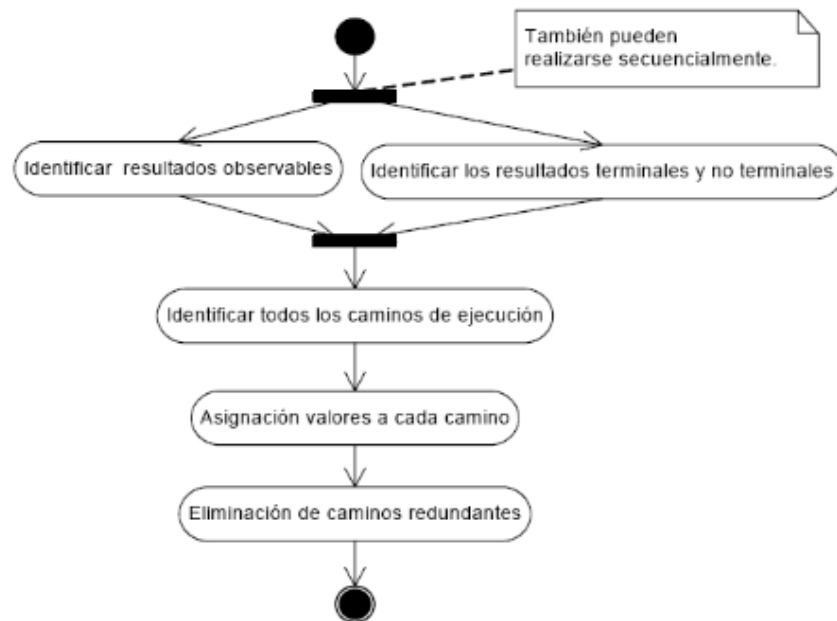 También pueden
realizarse secuencialmente.
Identificar resultados observables
Identificar los resultados terminales y no terminales
Identificar todos los caminos de ejecución
Asignación valores a cada camino
Eliminación de caminos redundantes